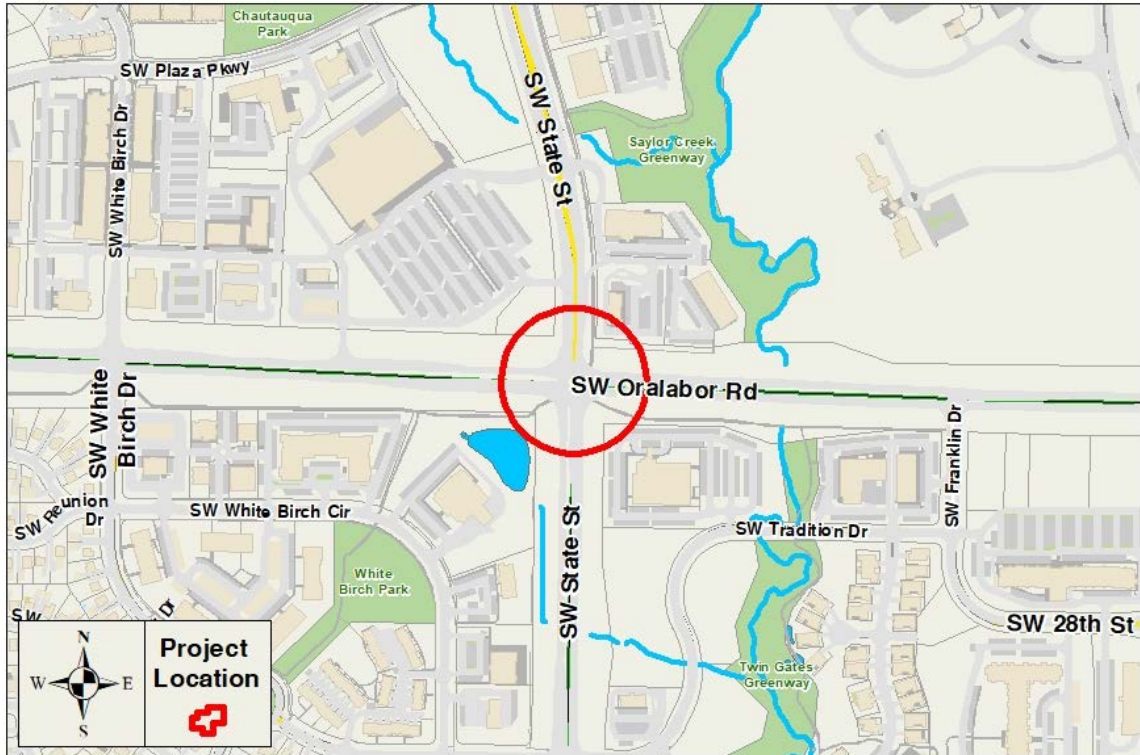 Chautauqua
Park
SW Plaza Pkwy
SW White Birch Dr
SW State St
Saylor Creek
Greenway
SW White
Birch Dr
SW Oralabor Rd
SW Reunion
Dr
SW White Birch Cir
White
Birch Park
SW State St
SW Tradition Dr
SW Franklin Dr
SW 28th St
Twin Gates
Greenway
SW
Dr
N
W
E
S
Project
Location